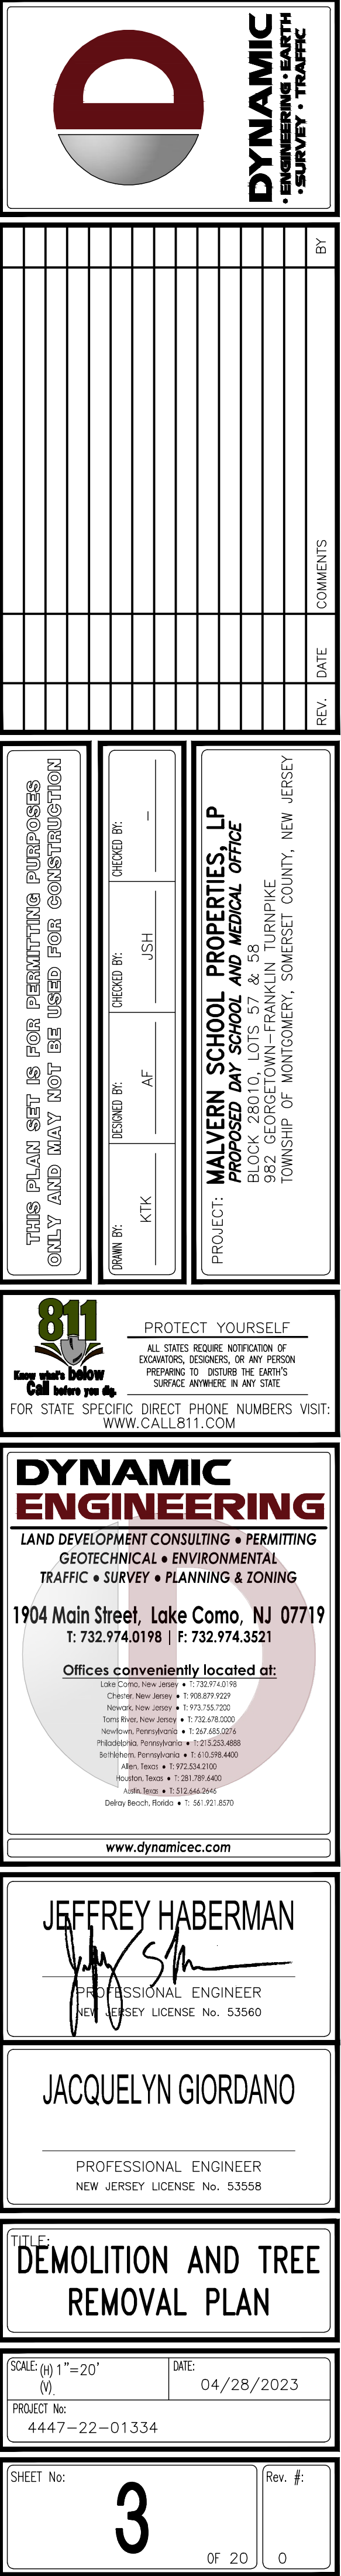 DYNAMIC
• ENGINEERING • EARTH
• SURVEY • TRAFFIC
REV. DATE COMMENTS BY
THIS PLAN SET IS FOR PERMITTING PURPOSES
ONLY AND MAY NOT BE USED FOR CONSTRUCTION
DRAWN BY: DESIGNED BY: CHECKED BY: CHECKED BY:
KTK AF JSH –
PROJECT: MALVERN SCHOOL PROPERTIES, LP
PROPOSED DAY SCHOOL AND MEDICAL OFFICE
BLOCK 28010, LOTS 57 & 58
982 GEORGETOWN-FRANKLIN TURNPIKE
TOWNSHIP OF MONTGOMERY, SOMERSET COUNTY, NEW JERSEY
811
Know what's below
Call before you dig.
PROTECT YOURSELF
ALL STATES REQUIRE NOTIFICATION OF
EXCAVATORS, DESIGNERS, OR ANY PERSON
PREPARING TO DISTURB THE EARTH'S
SURFACE ANYWHERE IN ANY STATE
FOR STATE SPECIFIC DIRECT PHONE NUMBERS VISIT:
WWW.CALL811.COM
DYNAMIC
ENGINEERING
LAND DEVELOPMENT CONSULTING • PERMITTING
GEOTECHNICAL • ENVIRONMENTAL
TRAFFIC • SURVEY • PLANNING & ZONING
1904 Main Street, Lake Como, NJ 07719
T: 732.974.0198 | F: 732.974.3521
Offices conveniently located at:
Lake Como, New Jersey • T: 732.974.0198
Chester, New Jersey • T: 908.879.9229
Newark, New Jersey • T: 973.755.7200
Toms River, New Jersey • T: 732.678.0000
Newtown, Pennsylvania • T: 267.685.0276
Philadelphia, Pennsylvania • T: 215.253.4888
Bethlehem, Pennsylvania • T: 610.598.4400
Allen, Texas • T: 972.534.2100
Houston, Texas • T: 281.789.6400
Austin, Texas • T: 512.646.2646
Delray Beach, Florida • T: 561.921.8570
www.dynamicec.com
JEFFREY HABERMAN
PROFESSIONAL ENGINEER
NEW JERSEY LICENSE No. 53560
JACQUELYN GIORDANO
PROFESSIONAL ENGINEER
NEW JERSEY LICENSE No. 53558
TITLE:
DEMOLITION AND TREE
REMOVAL PLAN
SCALE: (H) 1"=20'
(V)
DATE:
04/28/2023
PROJECT No:
4447-22-01334
SHEET No:
3
OF 20
Rev. #:
0